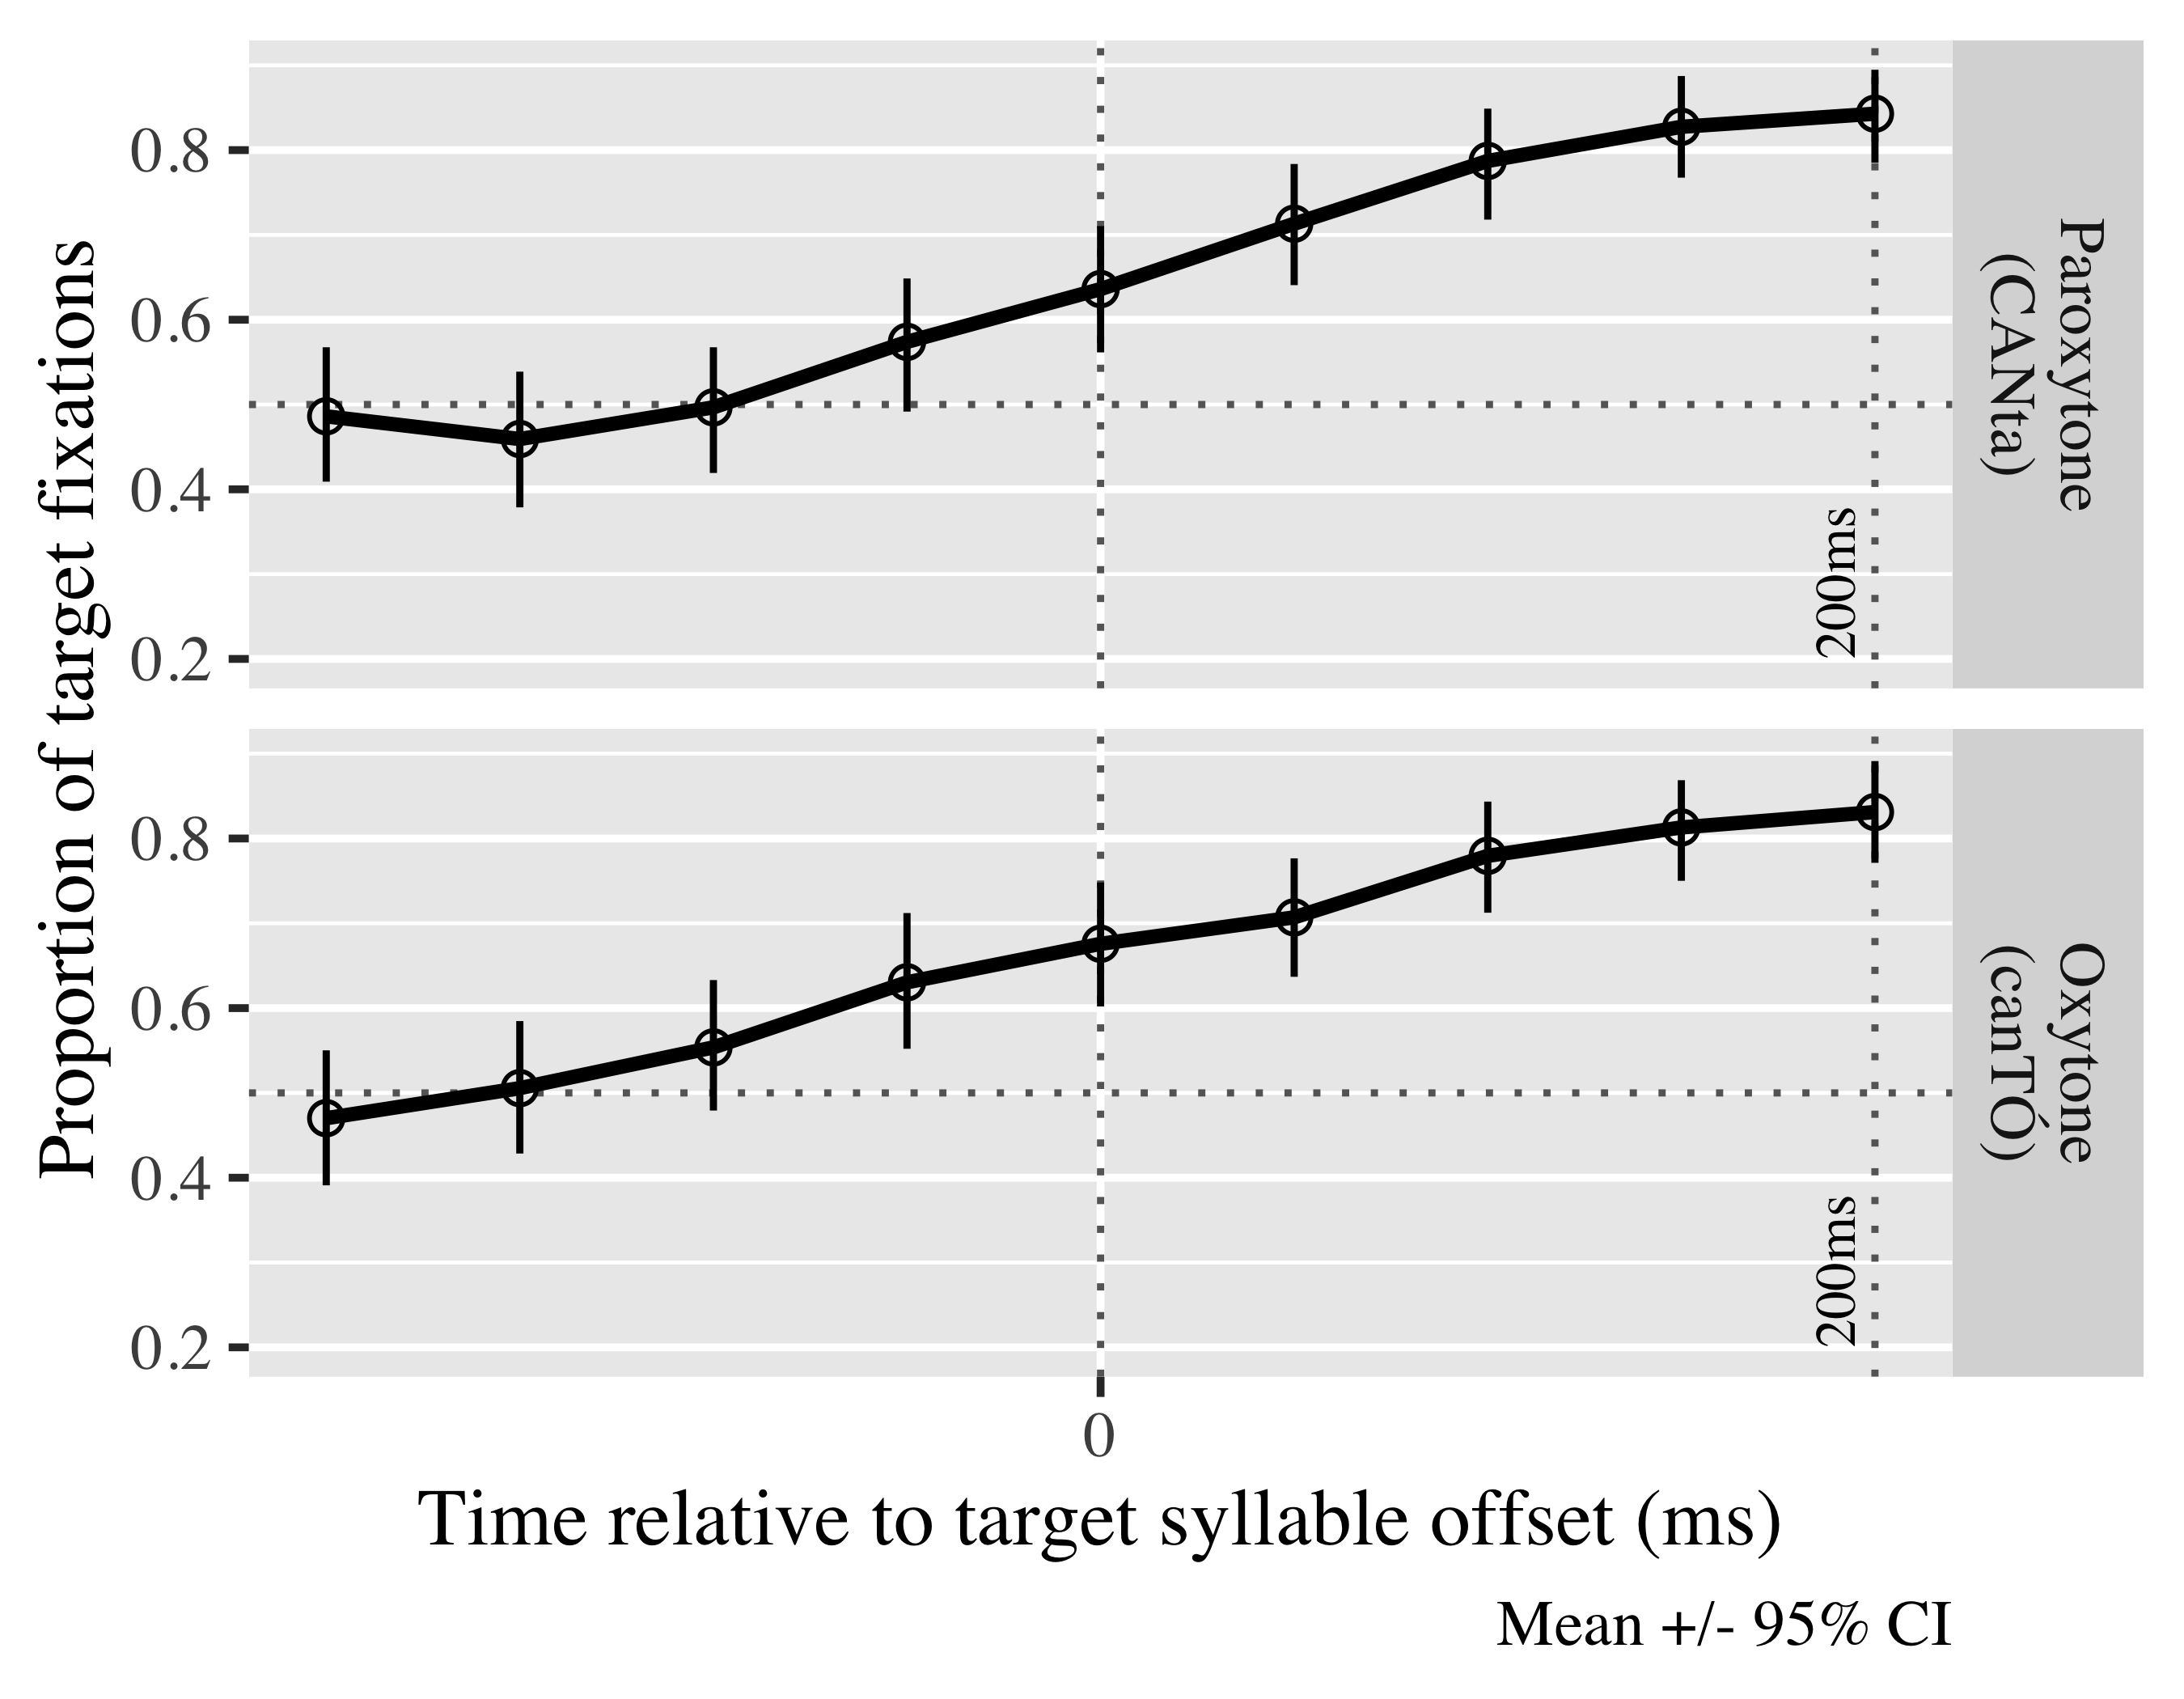 Proportion of target fixations
0.8
0.6
0.4
0.2
200ms
Paroxytone
(CANta)
0.8
0.6
0.4
0.2
200ms
Oxytone
(canTÓ)
0
Time relative to target syllable offset (ms)
Mean +/- 95% CI